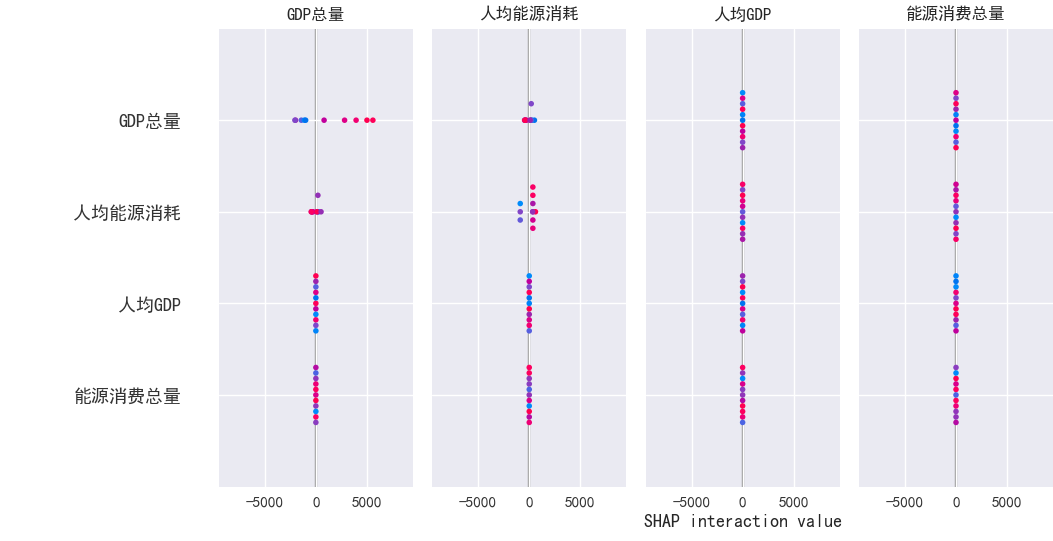 GDP总量 人均能源消耗 人均GDP 能源消费总量
GDP总量
人均能源消耗
人均GDP
能源消费总量
−5000 0 5000 −5000 0 5000 −5000 0 5000 −5000 0 5000
SHAP interaction value